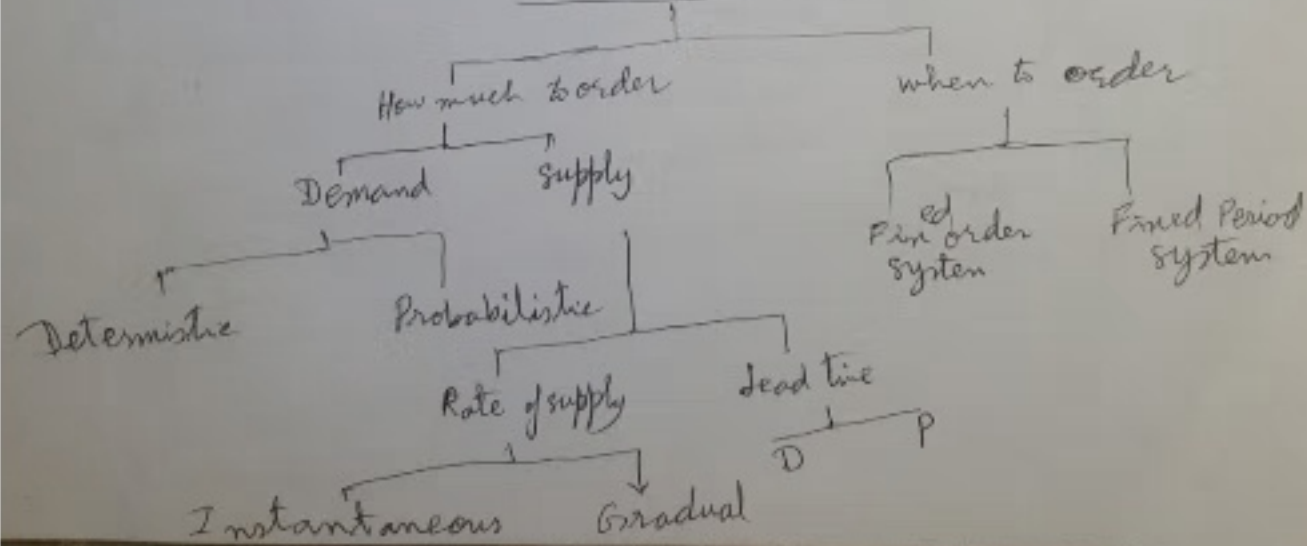 How much to order
when to order
Demand
Supply
Fixed order
system
Fixed Period
system
Determistic
Probabilistic
Rate of supply
lead time
D
P
Instantaneous
Gradual